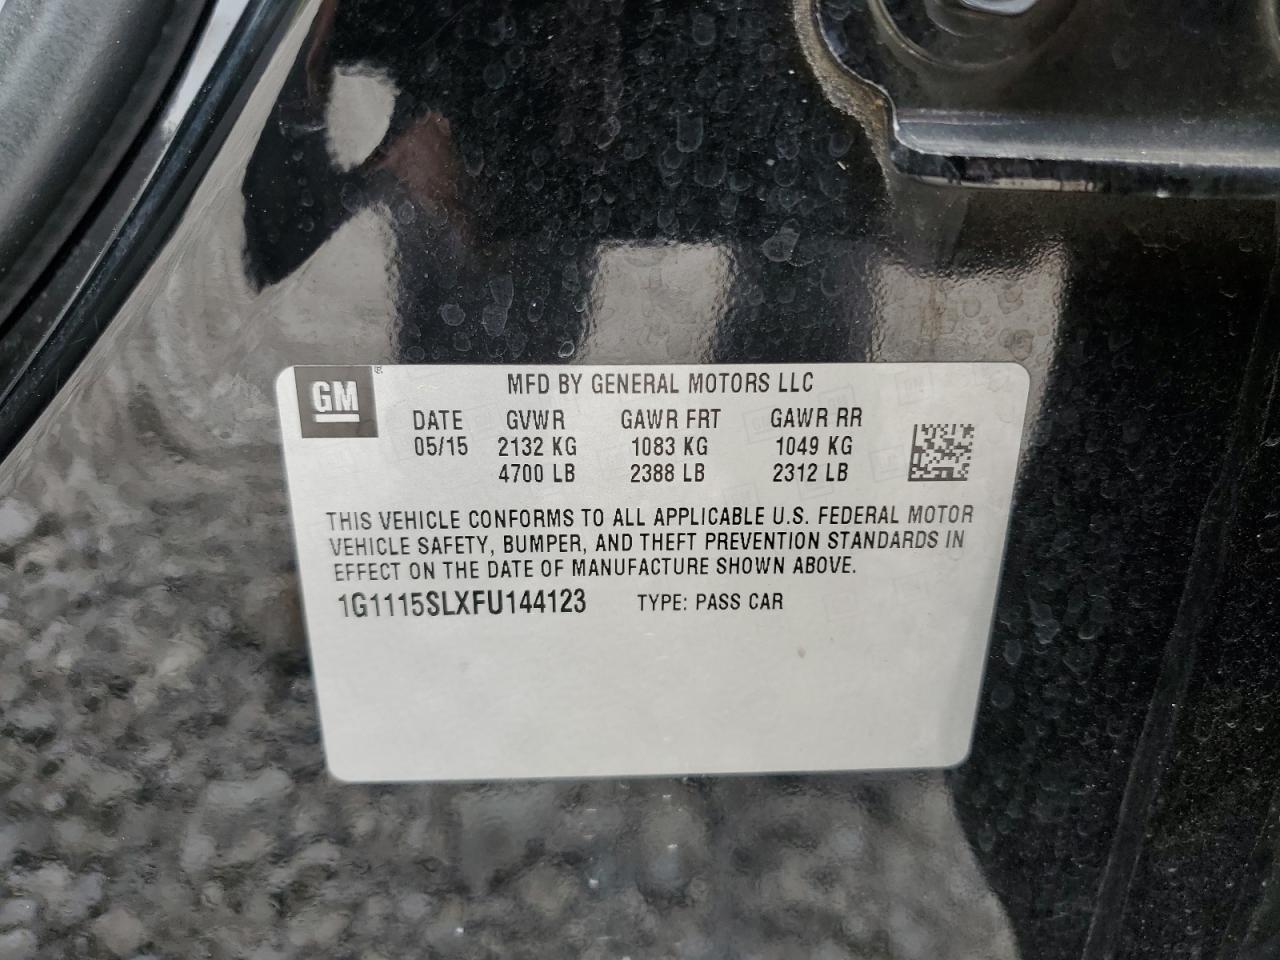 GM
MFD BY GENERAL MOTORS LLC
DATE GVWR GAWR FRT GAWR RR
05/15 2132 KG 1083 KG 1049 KG
4700 LB 2388 LB 2312 LB
THIS VEHICLE CONFORMS TO ALL APPLICABLE U.S. FEDERAL MOTOR
VEHICLE SAFETY, BUMPER, AND THEFT PREVENTION STANDARDS IN
EFFECT ON THE DATE OF MANUFACTURE SHOWN ABOVE.
1G1115SLXFU144123 TYPE: PASS CAR